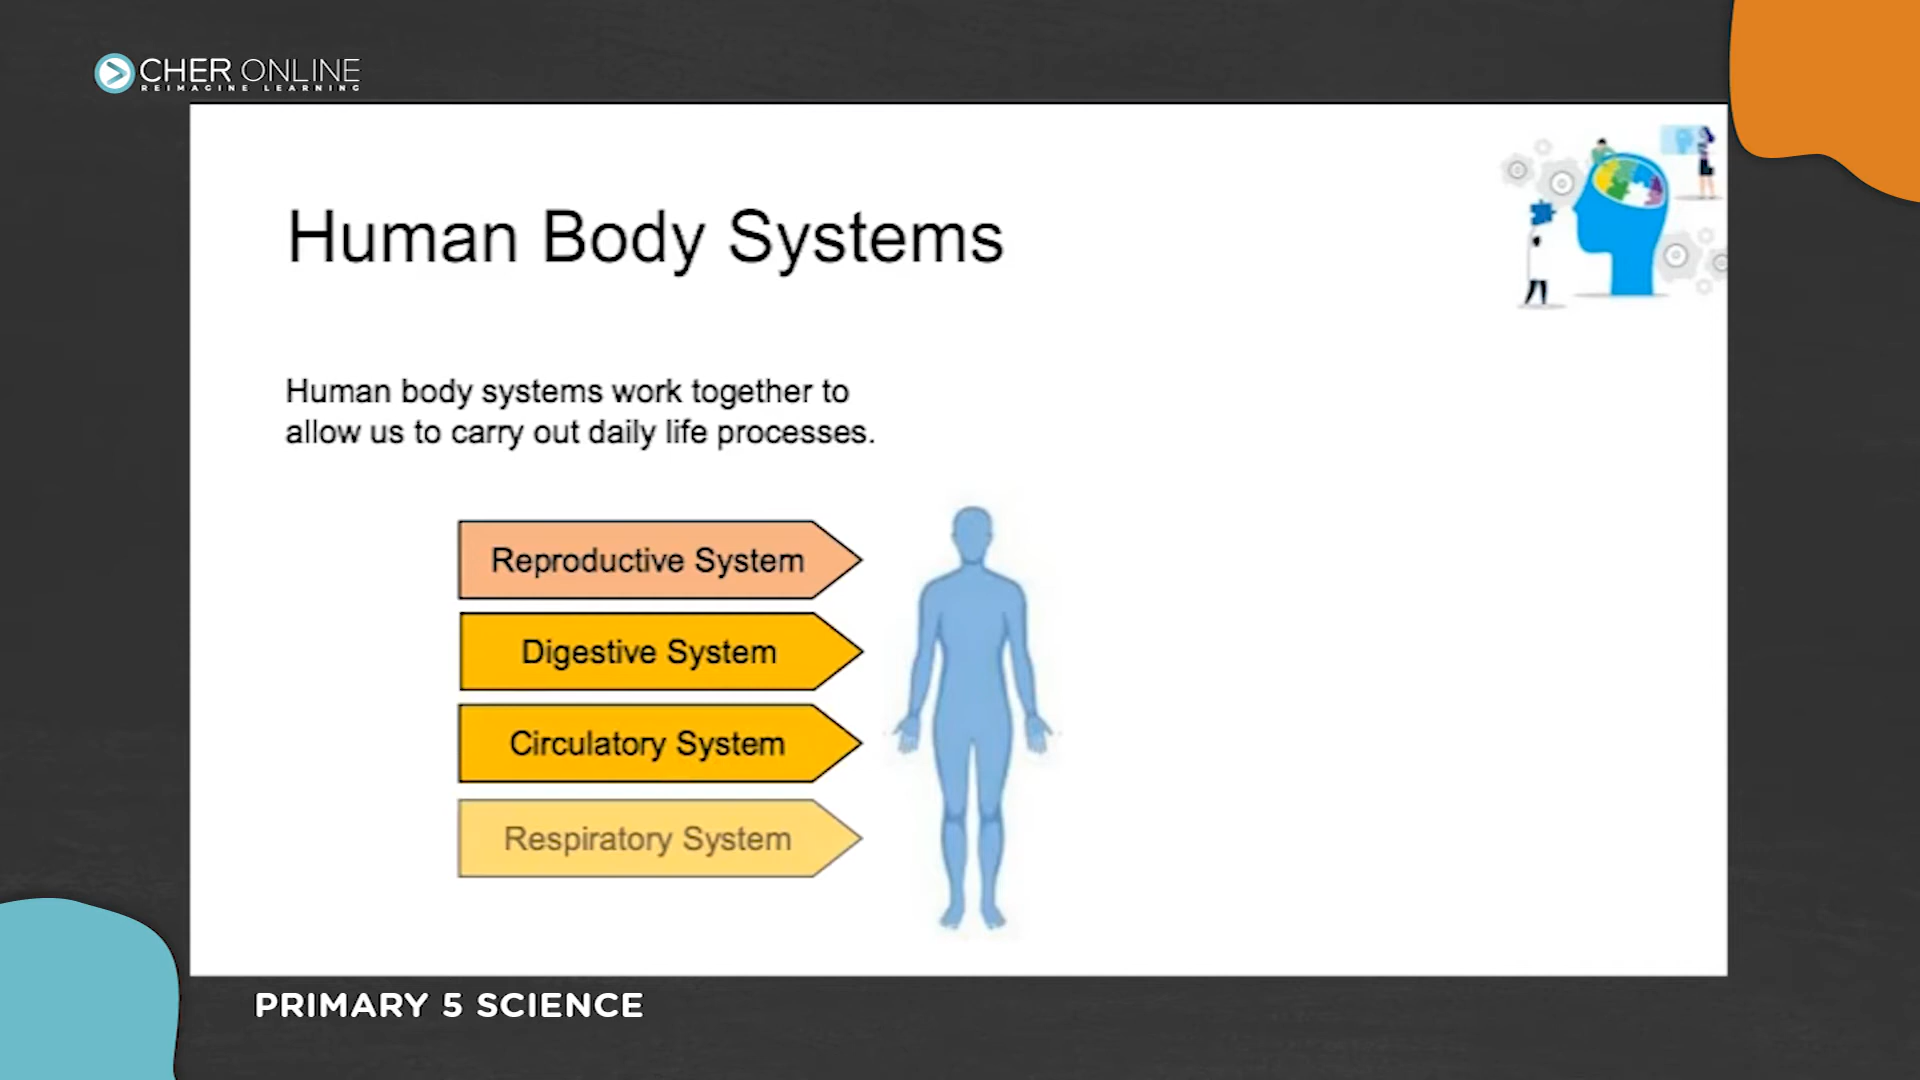 CHER ONLINE
REIMAGINE LEARNING
Human Body Systems
Human body systems work together to
allow us to carry out daily life processes.
Reproductive System
Digestive System
Circulatory System
Respiratory System
PRIMARY 5 SCIENCE